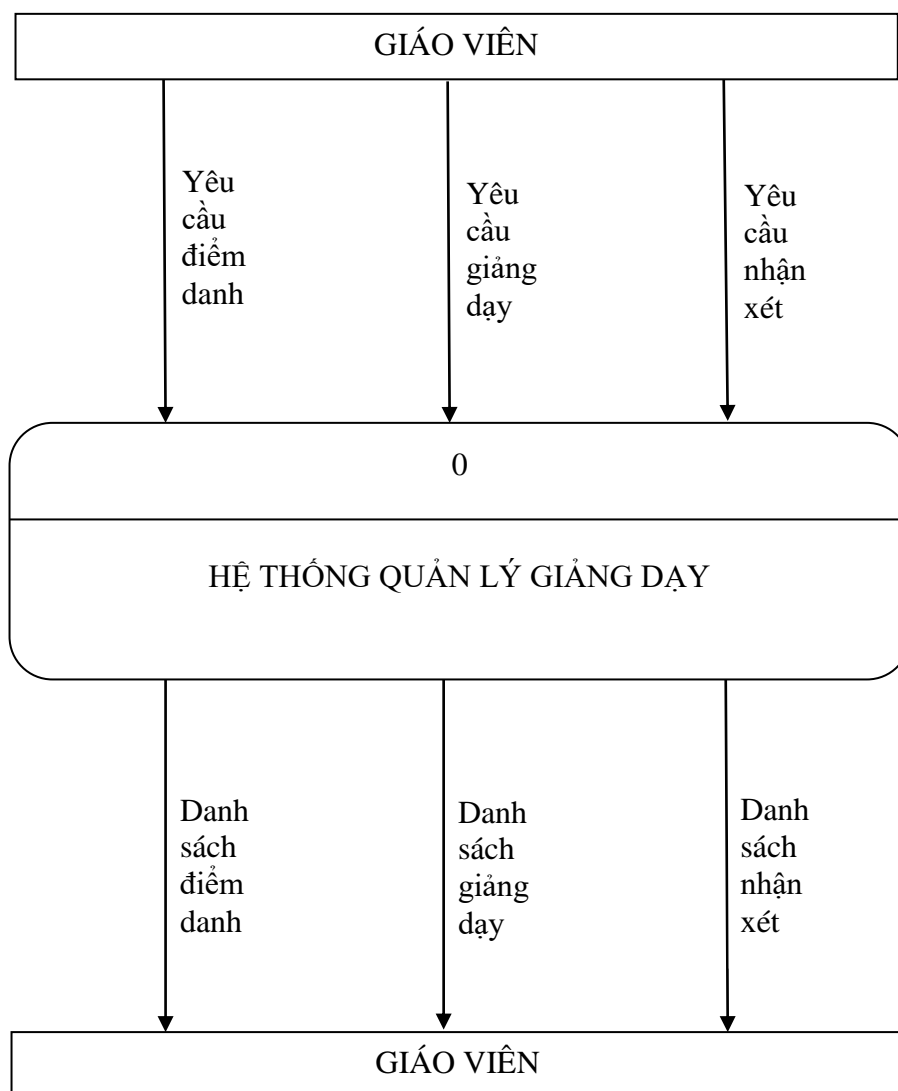 GIÁO VIÊN
Yêu
cầu
điểm
danh
Yêu
cầu
giảng
dạy
Yêu
cầu
nhận
xét
0
HỆ THỐNG QUẢN LÝ GIẢNG DẠY
Danh
sách
điểm
danh
Danh
sách
giảng
dạy
Danh
sách
nhận
xét
GIÁO VIÊN